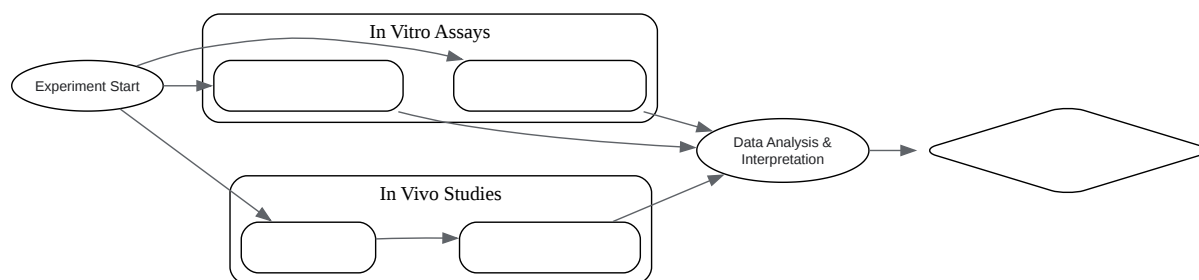 In Vitro Assays
Experiment Start
Data Analysis &
Interpretation
In Vivo Studies